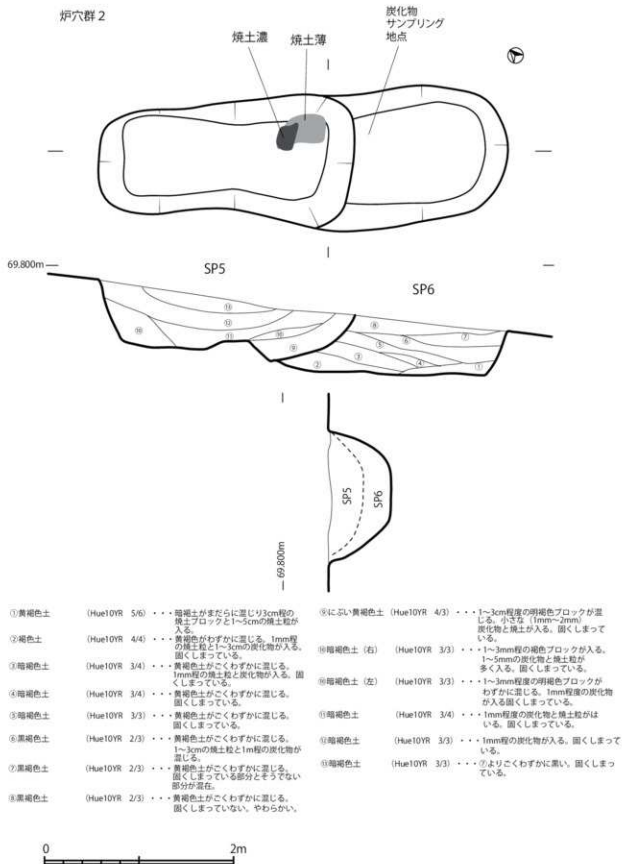 炉穴群2
焼土濃
焼土薄
炭化物
サンプリング
地点
69.800m
SP5
SP6
⑬
⑫
⑪
⑩
⑩
⑨
⑧
⑦
⑥
⑤
④
③
②
①
SP5
SP6
69.800m
①黄褐色土 (Hue10YR 5/6) ・・・暗褐土がまだらに混じり3cm程の
焼土ブロックと1〜5cmの焼土粒が
入る。
②褐色土 (Hue10YR 4/4) ・・・黄褐色がわずかに混じる。1mm程
の焼土粒と1〜3cmの炭化物が入る。
固くしまっている。
③暗褐色土 (Hue10YR 3/4) ・・・黄褐色土がごくわずかに混じる。
1mm程の焼土粒と炭化物が入る。固
くしまっている。
④暗褐色土 (Hue10YR 3/4) ・・・黄褐色土がごくわずかに混じる。
固くしまっている。
⑤暗褐色土 (Hue10YR 3/3) ・・・黄褐色土がごくわずかに混じる。
固くしまっている。
⑥黒褐色土 (Hue10YR 2/3) ・・・黄褐色土がごくわずかに混じる。
1〜3cmの焼土粒と1m程の炭化物が
混じる。
⑦黒褐色土 (Hue10YR 2/3) ・・・黄褐色土がごくわずかに混じる。
固くしまっている部分とそうでない
部分が混在。
⑧黒褐色土 (Hue10YR 2/3) ・・・黄褐色土がごくわずかに混じる。
固くしまっていない。やわらかい。
⑨にぶい黄褐色土 (Hue10YR 4/3) ・・・1〜3cm程度の明褐色ブロックが混
じる。小さな（1mm〜2mm）
炭化物と焼土が入る。固くしまって
いる。
⑩暗褐色土（右） (Hue10YR 3/3) ・・・1〜3mm程の褐色ブロックが入る。
1〜5mmの炭化物と焼土粒が
多く入る。固くしまっている。
⑩暗褐色土（左） (Hue10YR 3/3) ・・・1〜3mm程度の明褐色ブロックが
わずかに混じる。1mm程度の炭化物
が入る固くしまっている。
⑪暗褐色土 (Hue10YR 3/4) ・・・1mm程度の炭化物と焼土粒がは
いる。固くしまっている。
⑫暗褐色土 (Hue10YR 3/3) ・・・1mm程の炭化物が入る。固くしまって
いる。
⑬暗褐色土 (Hue10YR 3/3) ・・・⑦よりごくわずかに黒い。固くしまっ
ている。
0 2m